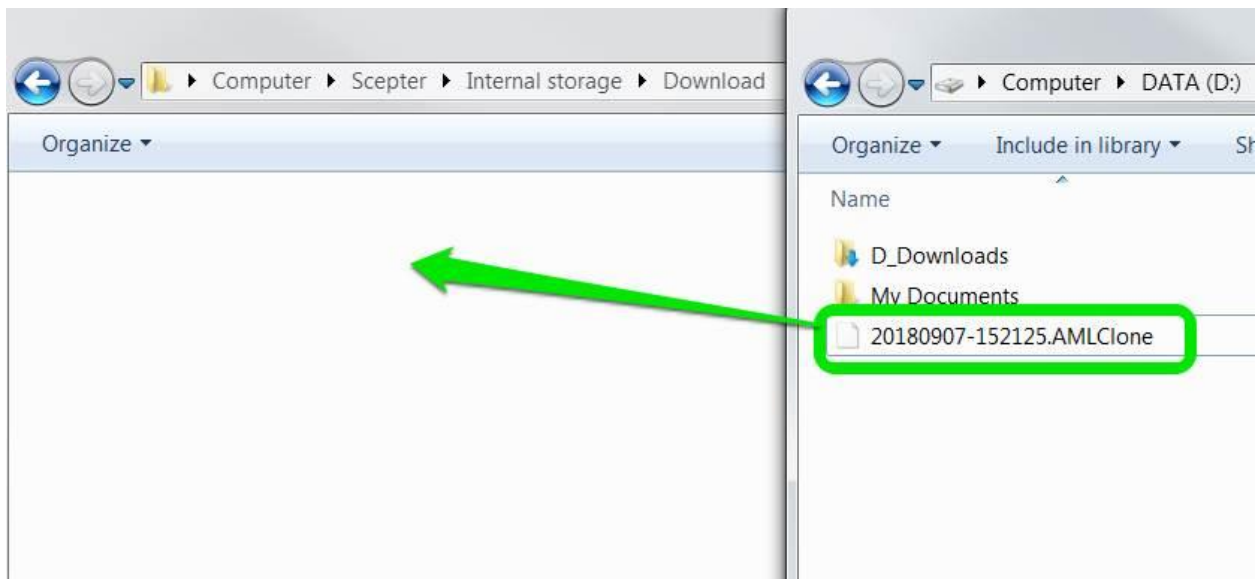 Computer Scepter Internal storage Download
Organize
Computer DATA (D:)
Organize Include in library Sh
Name
D_Downloads
My Documents
20180907-152125.AMLClone